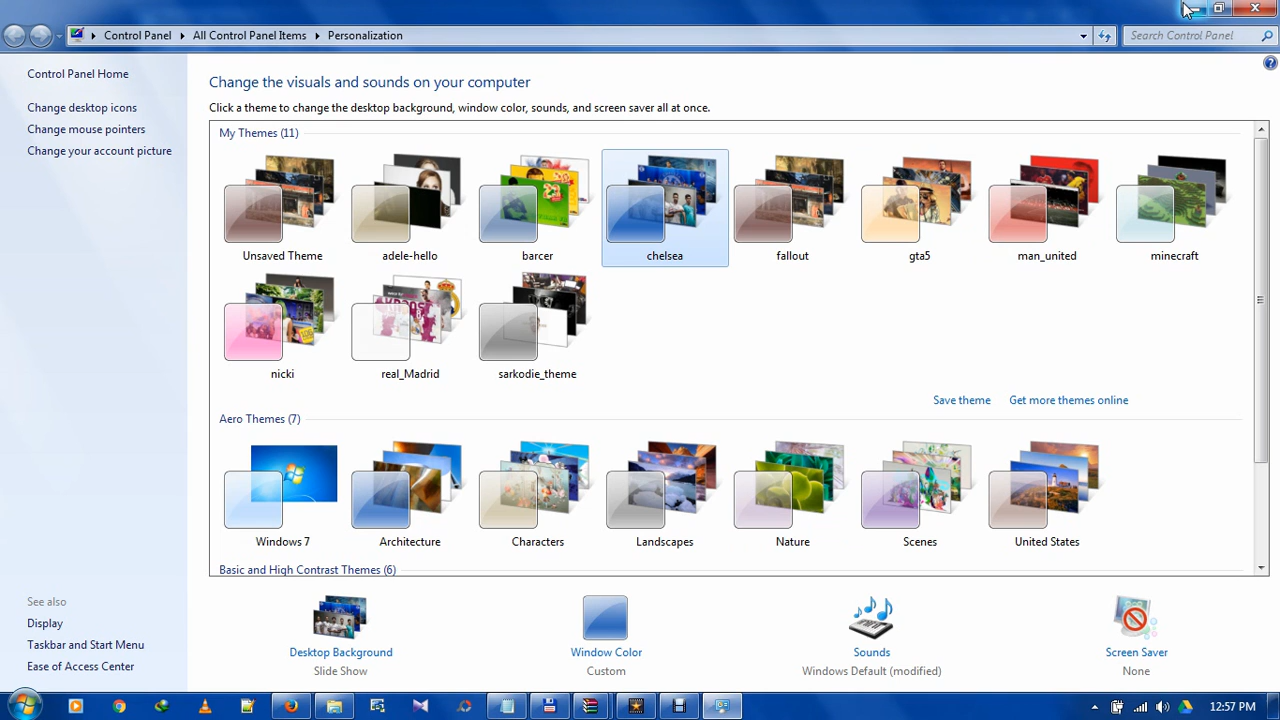 Control Panel
All Control Panel Items
Personalization
Search Control Panel
Control Panel Home
Change desktop icons
Change mouse pointers
Change your account picture
Change the visuals and sounds on your computer
Click a theme to change the desktop background, window color, sounds, and screen saver all at once.
My Themes (11)
Unsaved Theme
adele-hello
barcer
chelsea
fallout
gta5
man_united
minecraft
nicki
real_Madrid
sarkodie_theme
Save theme
Get more themes online
Aero Themes (7)
Windows 7
Architecture
Characters
Landscapes
Nature
Scenes
United States
Basic and High Contrast Themes (6)
See also
Display
Taskbar and Start Menu
Ease of Access Center
Desktop Background
Slide Show
Window Color
Custom
Sounds
Windows Default (modified)
Screen Saver
None
12:57 PM